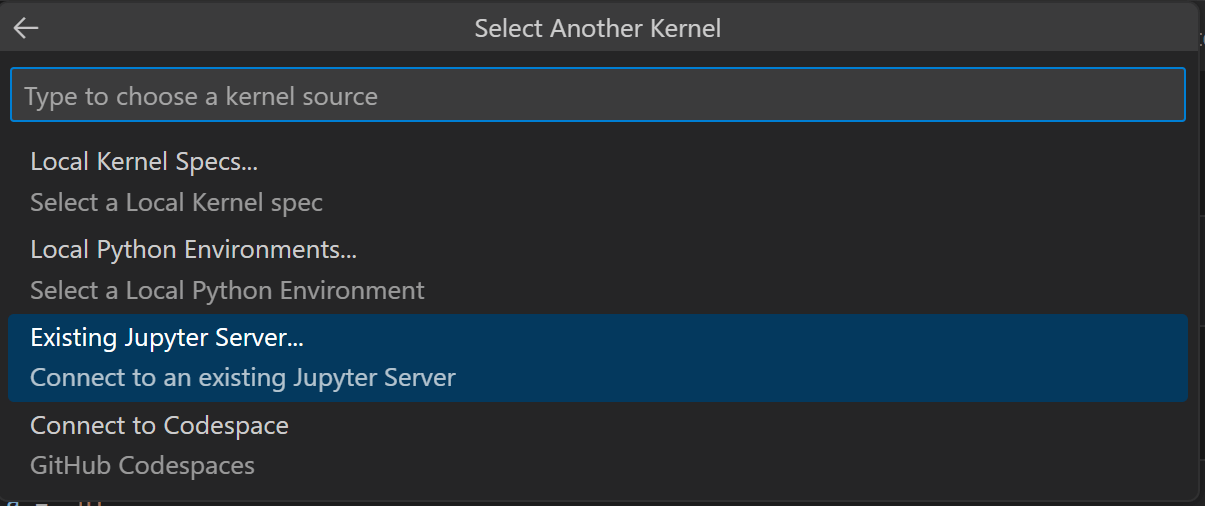 Select Another Kernel
Type to choose a kernel source
Local Kernel Specs...
Select a Local Kernel spec
Local Python Environments...
Select a Local Python Environment
Existing Jupyter Server...
Connect to an existing Jupyter Server
Connect to Codespace
GitHub Codespaces